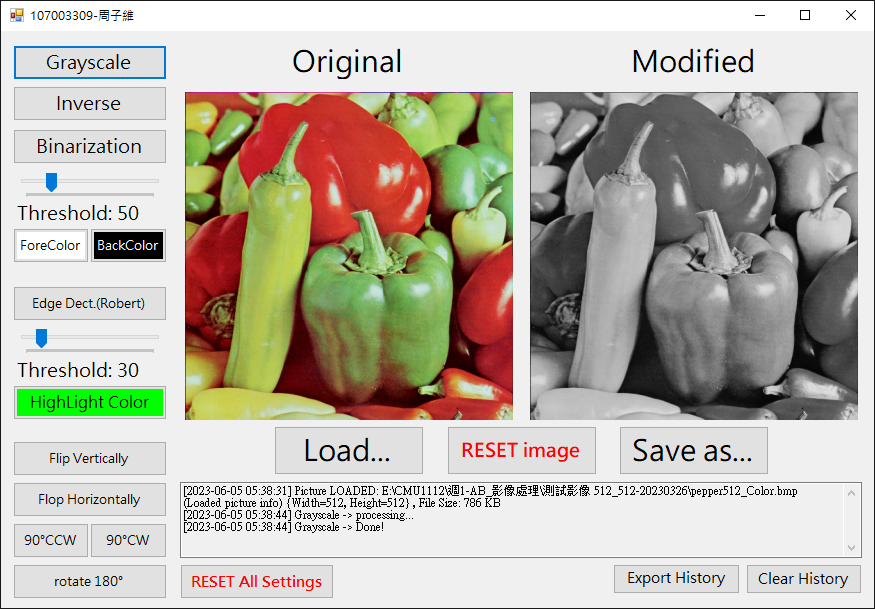 107003309-周子維
Grayscale
Inverse
Binarization
Threshold: 50
ForeColor
BackColor
Edge Dect.(Robert)
Threshold: 30
HighLight Color
Flip Vertically
Flop Horizontally
90°CCW
90°CW
rotate 180°
Original
Modified
Load...
RESET image
Save as...
[2023-06-05 05:38:31] Picture LOADED: E:\CMU1112\週1-AB_影像處理\測試影像 512_512-20230326\pepper512_Color.bmp
(Loaded picture info) {Width=512, Height=512} , File Size: 786 KB
[2023-06-05 05:38:44] Grayscale -> processing...
[2023-06-05 05:38:44] Grayscale -> Done!
RESET All Settings
Export History
Clear History